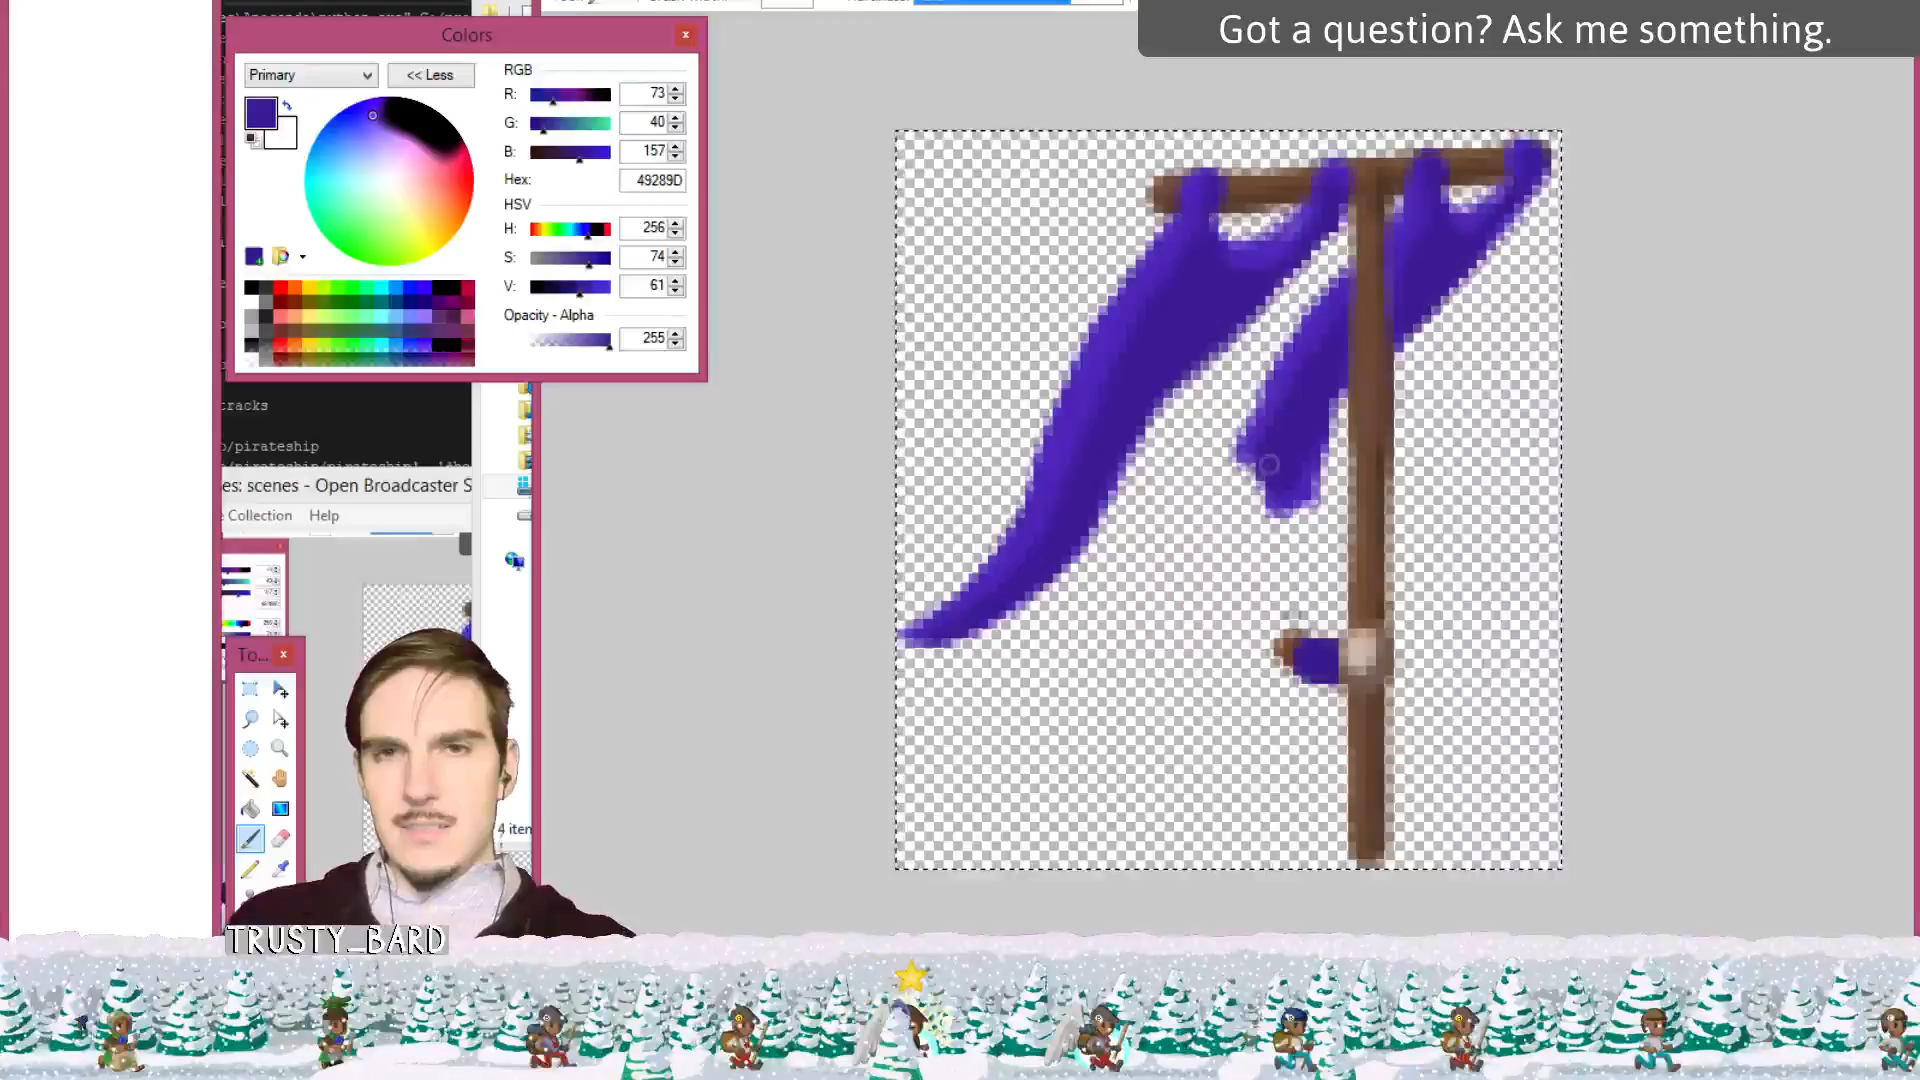 Got a question? Ask me something.
Colors
Primary
<< Less
RGB
R: 73
G: 40
B: 157
Hex: 49289D
HSV
H: 256
S: 74
V: 61
Opacity - Alpha
255
tracks
o/pirateship
es: scenes - Open Broadcaster S
Collection Help
To...
4 iten
TRUSTY_BARD